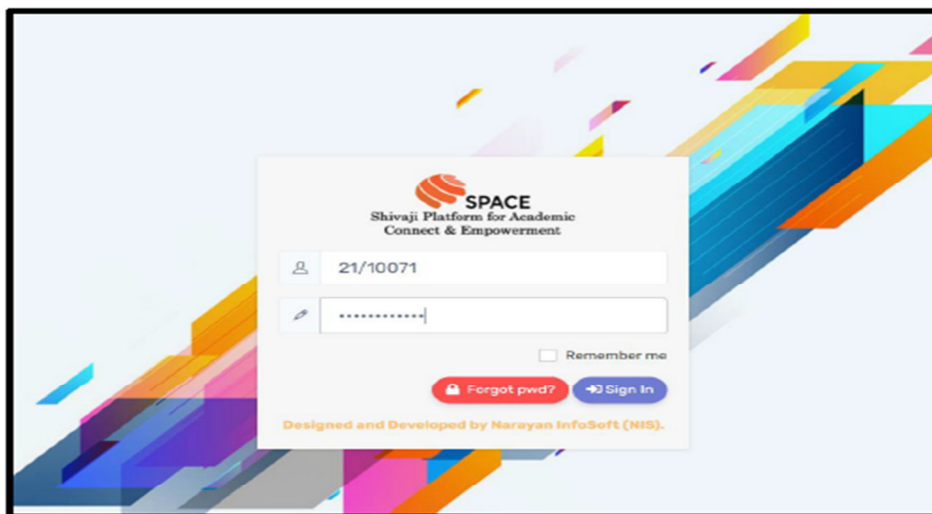 SPACE
Shivaji Platform for Academic
Connect & Empowerment
21/10071
••••••••••••
Remember me
Forgot pwd?
Sign In
Designed and Developed by Narayan InfoSoft (NIS).